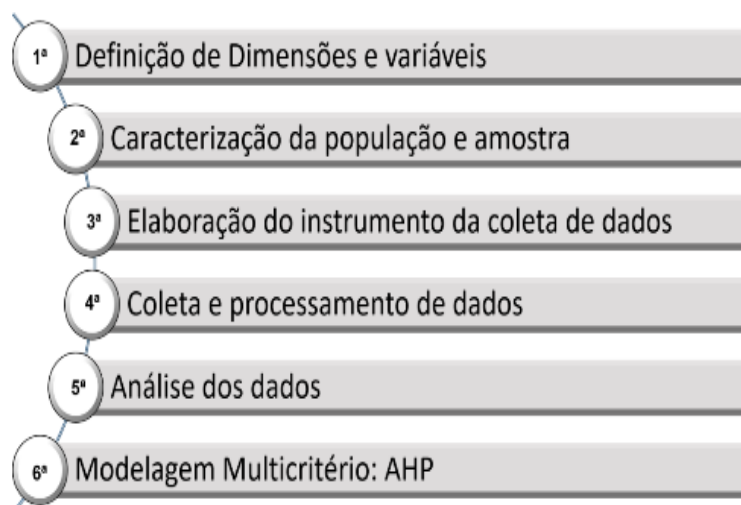 1ª Definição de Dimensões e variáveis
2ª Caracterização da população e amostra
3ª Elaboração do instrumento da coleta de dados
4ª Coleta e processamento de dados
5ª Análise dos dados
6ª Modelagem Multicritério: AHP